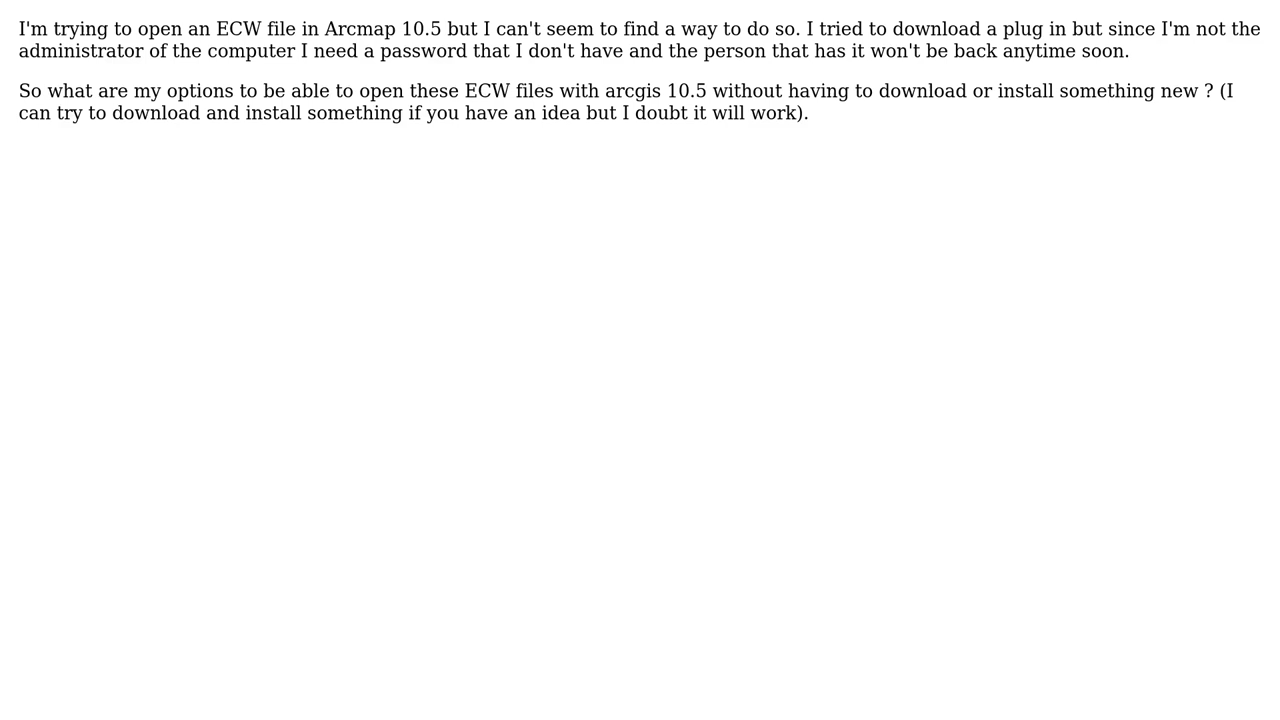 I'm trying to open an ECW file in Arcmap 10.5 but I can't seem to find a way to do so. I tried to download a plug in but since I'm not the
administrator of the computer I need a password that I don't have and the person that has it won't be back anytime soon.
So what are my options to be able to open these ECW files with arcgis 10.5 without having to download or install something new ? (I
can try to download and install something if you have an idea but I doubt it will work).